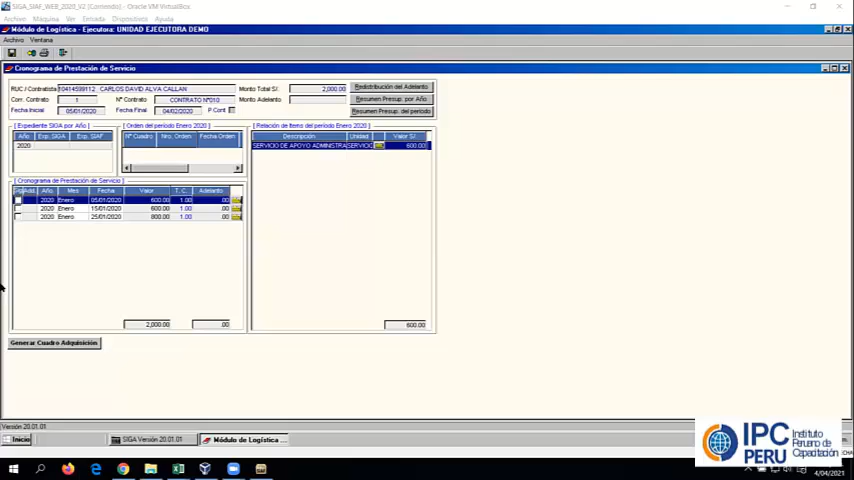 SIGA_SIAF_WEB_2020_V2 [Corriendo] - Oracle VM VirtualBox
Archivo Máquina Ver Entrada Dispositivos Ayuda
Módulo de Logística - Ejecutora: UNIDAD EJECUTORA DEMO
Archivo Ventana
Cronograma de Prestación de Servicio
RUC / Contratista 10414599112 CARLOS DAVID ALVA CALLAN Monto Total S/. 2,000.00 Redistribución del Adelanto
Corr. Contrato 1 Nº Contrato CONTRATO Nº010 Monto Adelanto Resumen Presup. por Año
Fecha Inicial 05/01/2020 Fecha Final 04/02/2020 P Cont Resumen Presup. del período
[ Expediente SIGA por Año ] [ Orden del período Enero 2020 ] [ Relación de Items del período Enero 2020 ]
Año Exp. SIGA Exp. SIAF Nº Cuadro Nro. Orden Fecha Orden Descripción Unidad Valor S/.
2020 SERVICIO DE APOYO ADMINISTRA SERVICIO 600.00
[ Cronograma de Prestación de Servicio ]
Año. Mes Fecha Valor T. C. Adelanto
2020 Enero 05/01/2020 600.00 1.00 .00
2020 Enero 15/01/2020 600.00 1.00 .00
2020 Enero 25/01/2020 800.00 1.00 .00
2,000.00 .00 600.00
Generar Cuadro Adquisición
Versión 20.01.01
Inicio SIGA Versión 20.01.01 Módulo de Logística ...
IPC PERU Instituto Peruano de Capacitación
4/04/2021